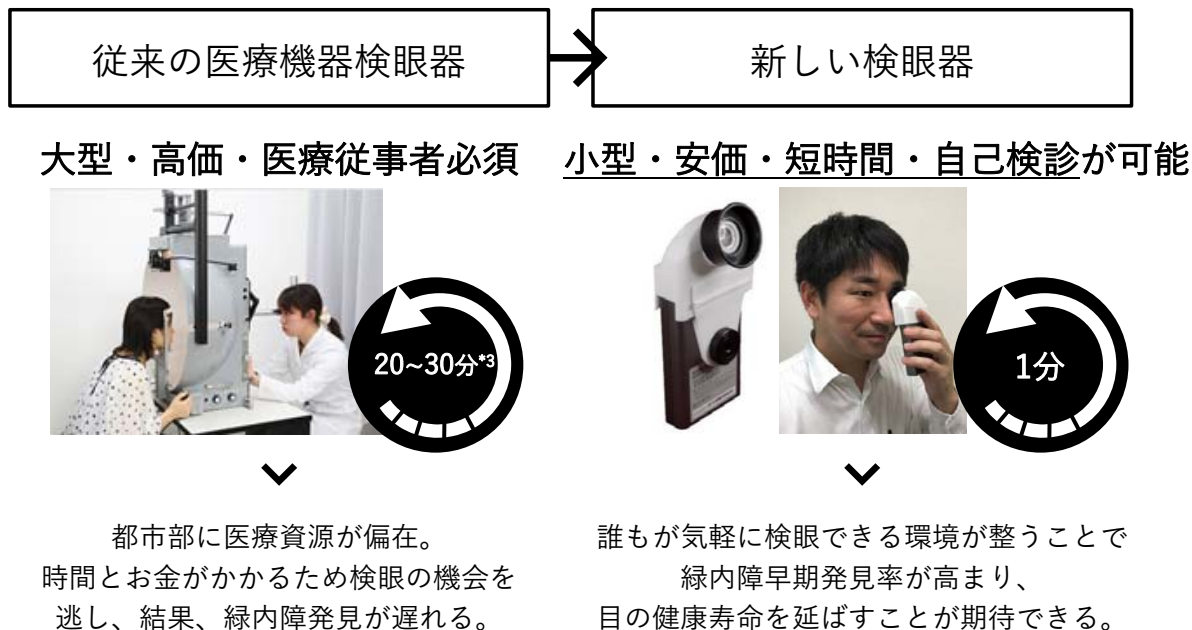 従来の医療機器検眼器
新しい検眼器
大型・高価・医療従事者必須
小型・安価・短時間・自己検診が可能
20~30分*3
1分
都市部に医療資源が偏在。
時間とお金がかかるため検眼の機会を
逃し、結果、緑内障発見が遅れる。
誰もが気軽に検眼できる環境が整うことで
緑内障早期発見率が高まり、
目の健康寿命を延ばすことが期待できる。